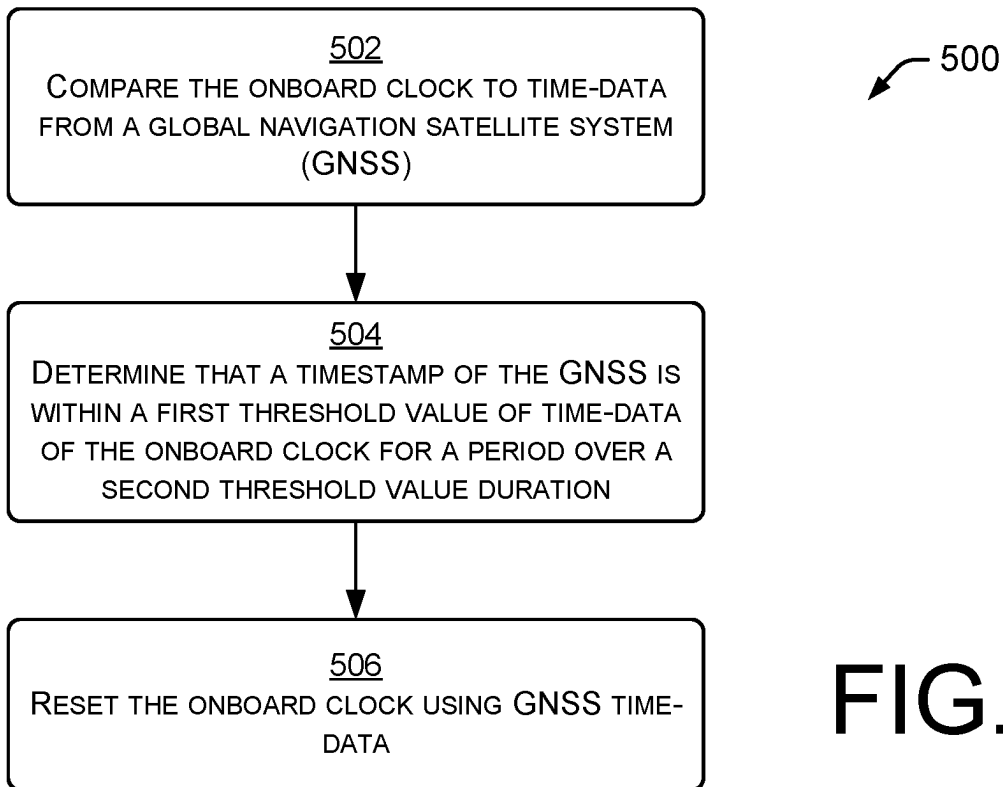 502
COMPARE THE ONBOARD CLOCK TO TIME-DATA
FROM A GLOBAL NAVIGATION SATELLITE SYSTEM
(GNSS)
500
504
DETERMINE THAT A TIMESTAMP OF THE GNSS IS
WITHIN A FIRST THRESHOLD VALUE OF TIME-DATA
OF THE ONBOARD CLOCK FOR A PERIOD OVER A
SECOND THRESHOLD VALUE DURATION
506
RESET THE ONBOARD CLOCK USING GNSS TIME-
DATA
FIG.